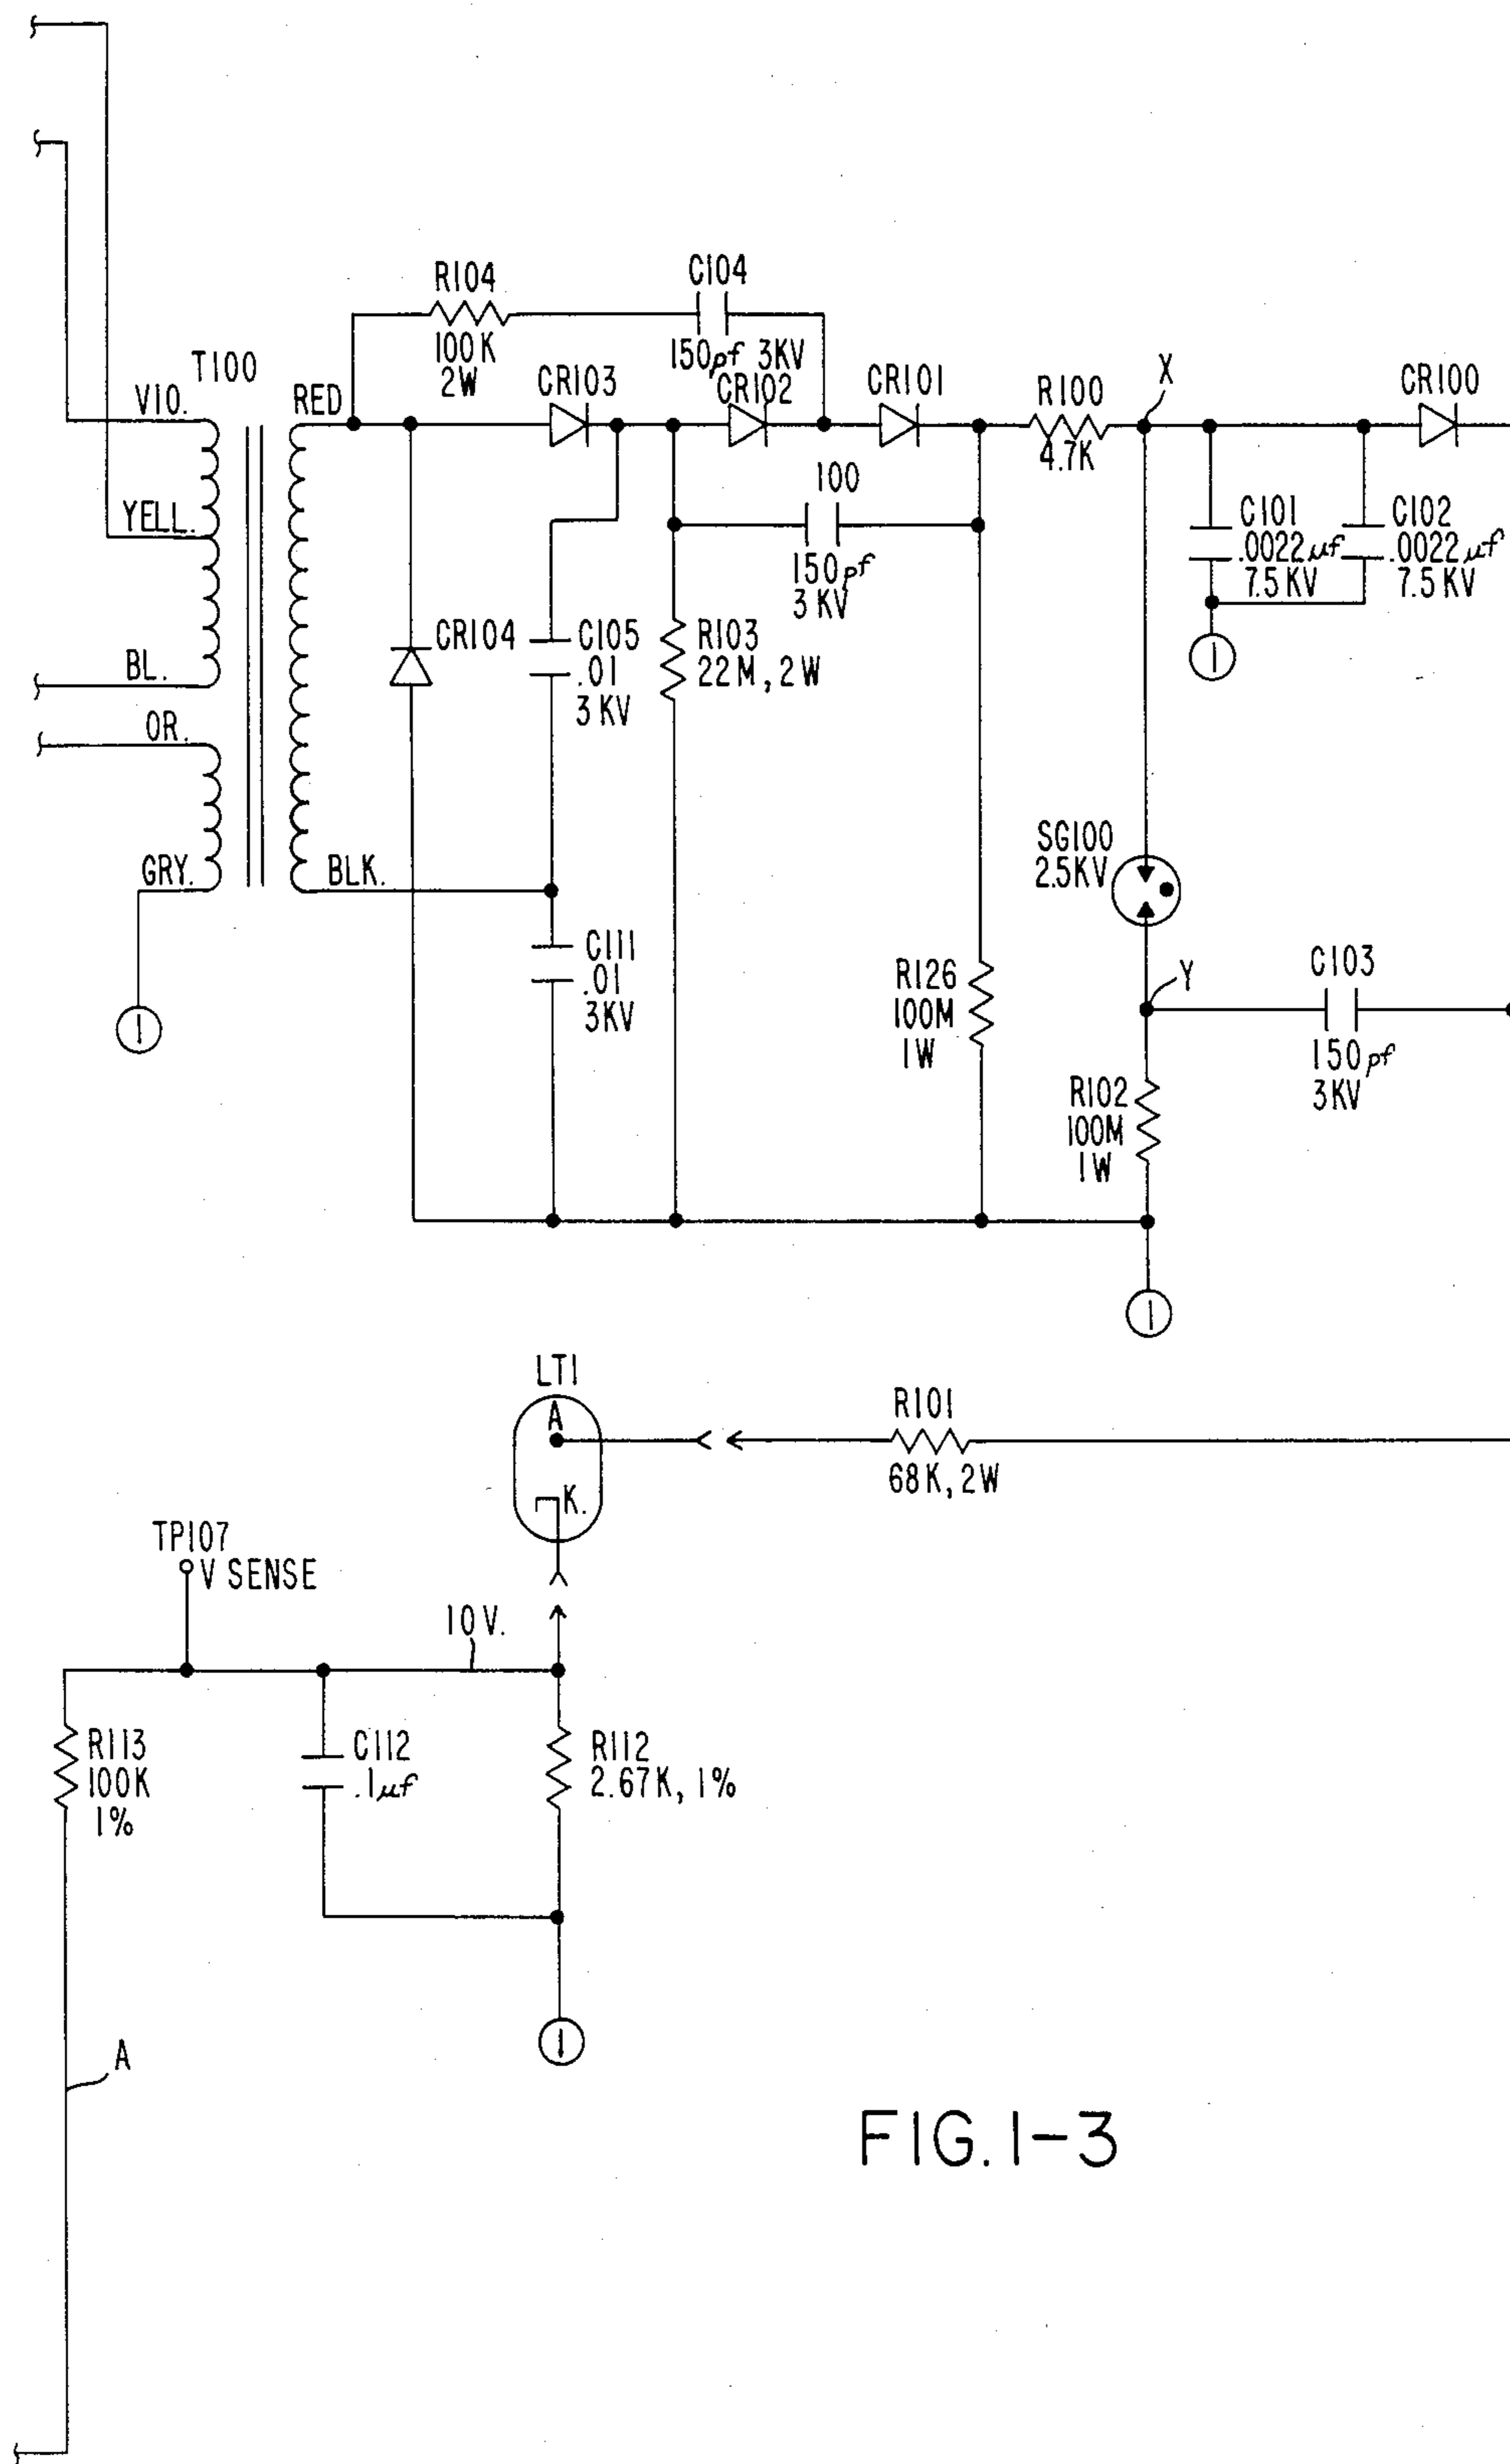 R104
100K
2W
C104
150pf 3KV
T100
VIO.
RED
CR103
CR102
CR101
R100
4.7K
X
CR100
YELL.
100
150pf
3KV
C101
.0022µf
7.5KV
C102
.0022µf
7.5KV
BL.
CR104
C105
.01
3KV
R103
22M, 2W
OR.
SG100
2.5KV
GRY.
BLK.
C111
.01
3KV
R126
100M
1W
Y
C103
150pf
3KV
R102
100M
1W
LT1
A
K.
R101
68K, 2W
TP107
V SENSE
10V.
R113
100K
1%
C112
.1µf
R112
2.67K, 1%
A
FIG. 1-3